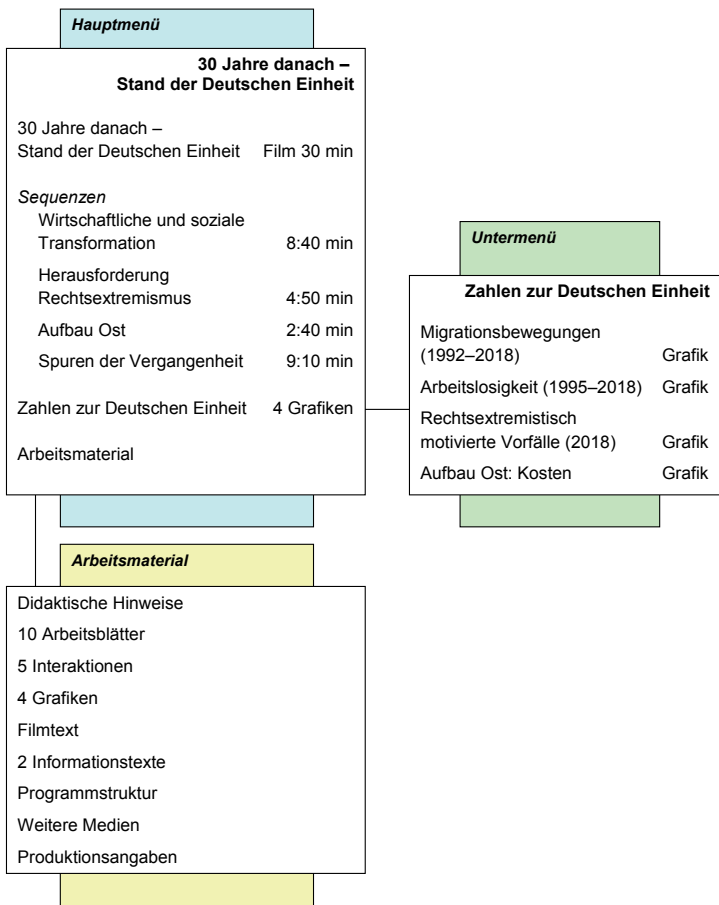 Hauptmenü
30 Jahre danach –
Stand der Deutschen Einheit
30 Jahre danach –
Stand der Deutschen Einheit Film 30 min
Sequenzen
Wirtschaftliche und soziale
Transformation 8:40 min
Herausforderung
Rechtsextremismus 4:50 min
Aufbau Ost 2:40 min
Spuren der Vergangenheit 9:10 min
Zahlen zur Deutschen Einheit 4 Grafiken
Arbeitsmaterial
Untermenü
Zahlen zur Deutschen Einheit
Migrationsbewegungen
(1992–2018) Grafik
Arbeitslosigkeit (1995–2018) Grafik
Rechtsextremistisch
motivierte Vorfälle (2018) Grafik
Aufbau Ost: Kosten Grafik
Arbeitsmaterial
Didaktische Hinweise
10 Arbeitsblätter
5 Interaktionen
4 Grafiken
Filmtext
2 Informationstexte
Programmstruktur
Weitere Medien
Produktionsangaben